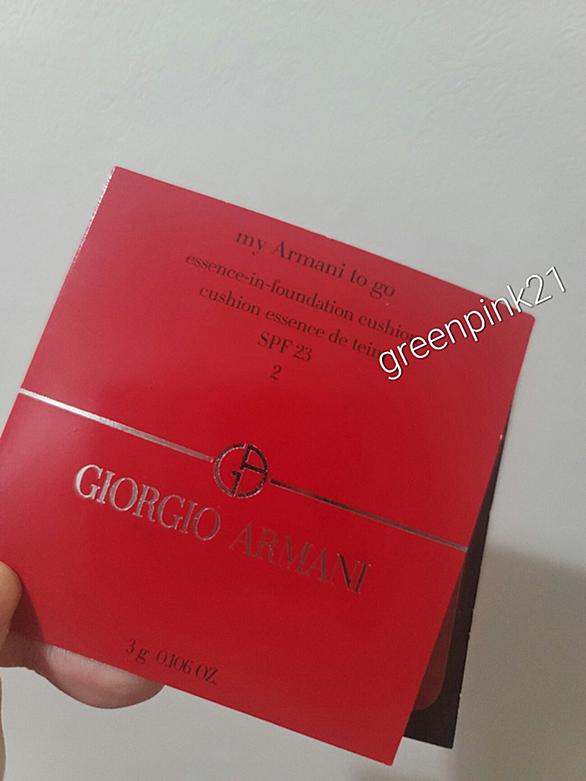 my Armani to go
essence-in-foundation cushion
cushion essence de teint
SPF 23
2
GA
GIORGIO ARMANI
3 g 0.106 OZ.
greenpink21